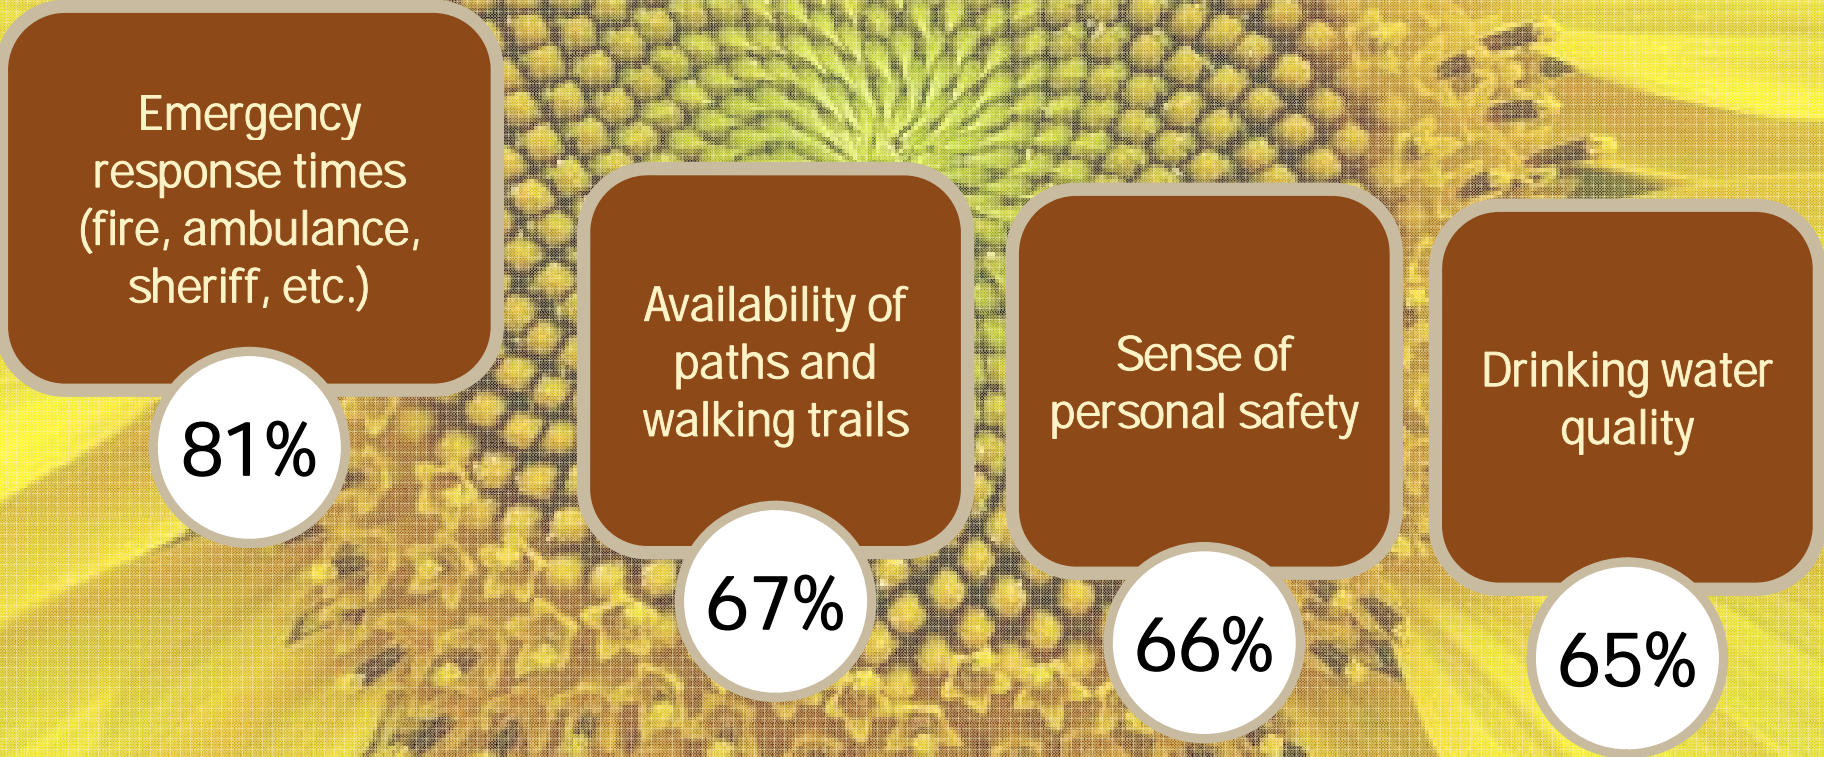 Emergency
response times
(fire, ambulance,
sheriff, etc.)
81%
Availability of
paths and
walking trails
67%
Sense of
personal safety
66%
Drinking water
quality
65%